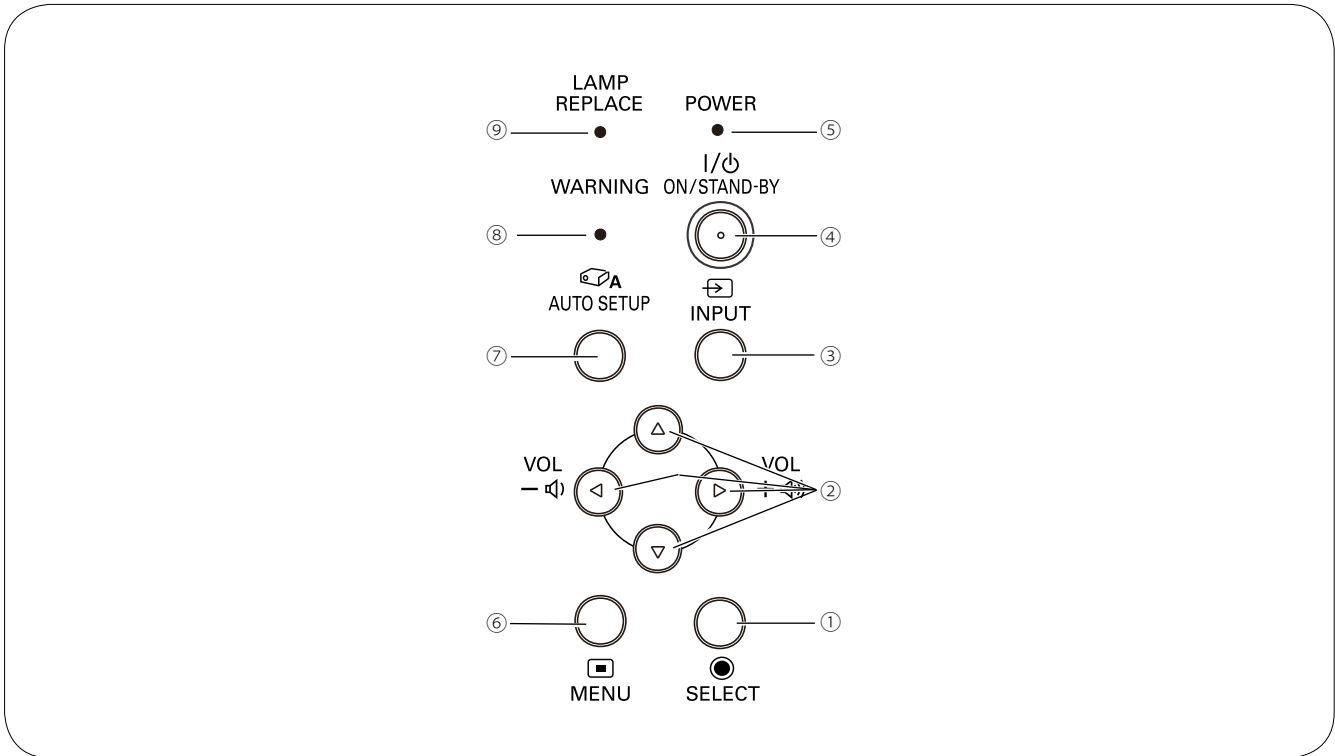 LAMP
REPLACE
POWER
⑨
⑤
I/⏻
WARNING
ON/STAND-BY
⑧
④
A
AUTO SETUP
INPUT
⑦
③
VOL
VOL
−
+
②
⑥
①
MENU
SELECT